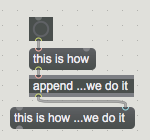 this is how
append ...we do it
this is how ...we do it